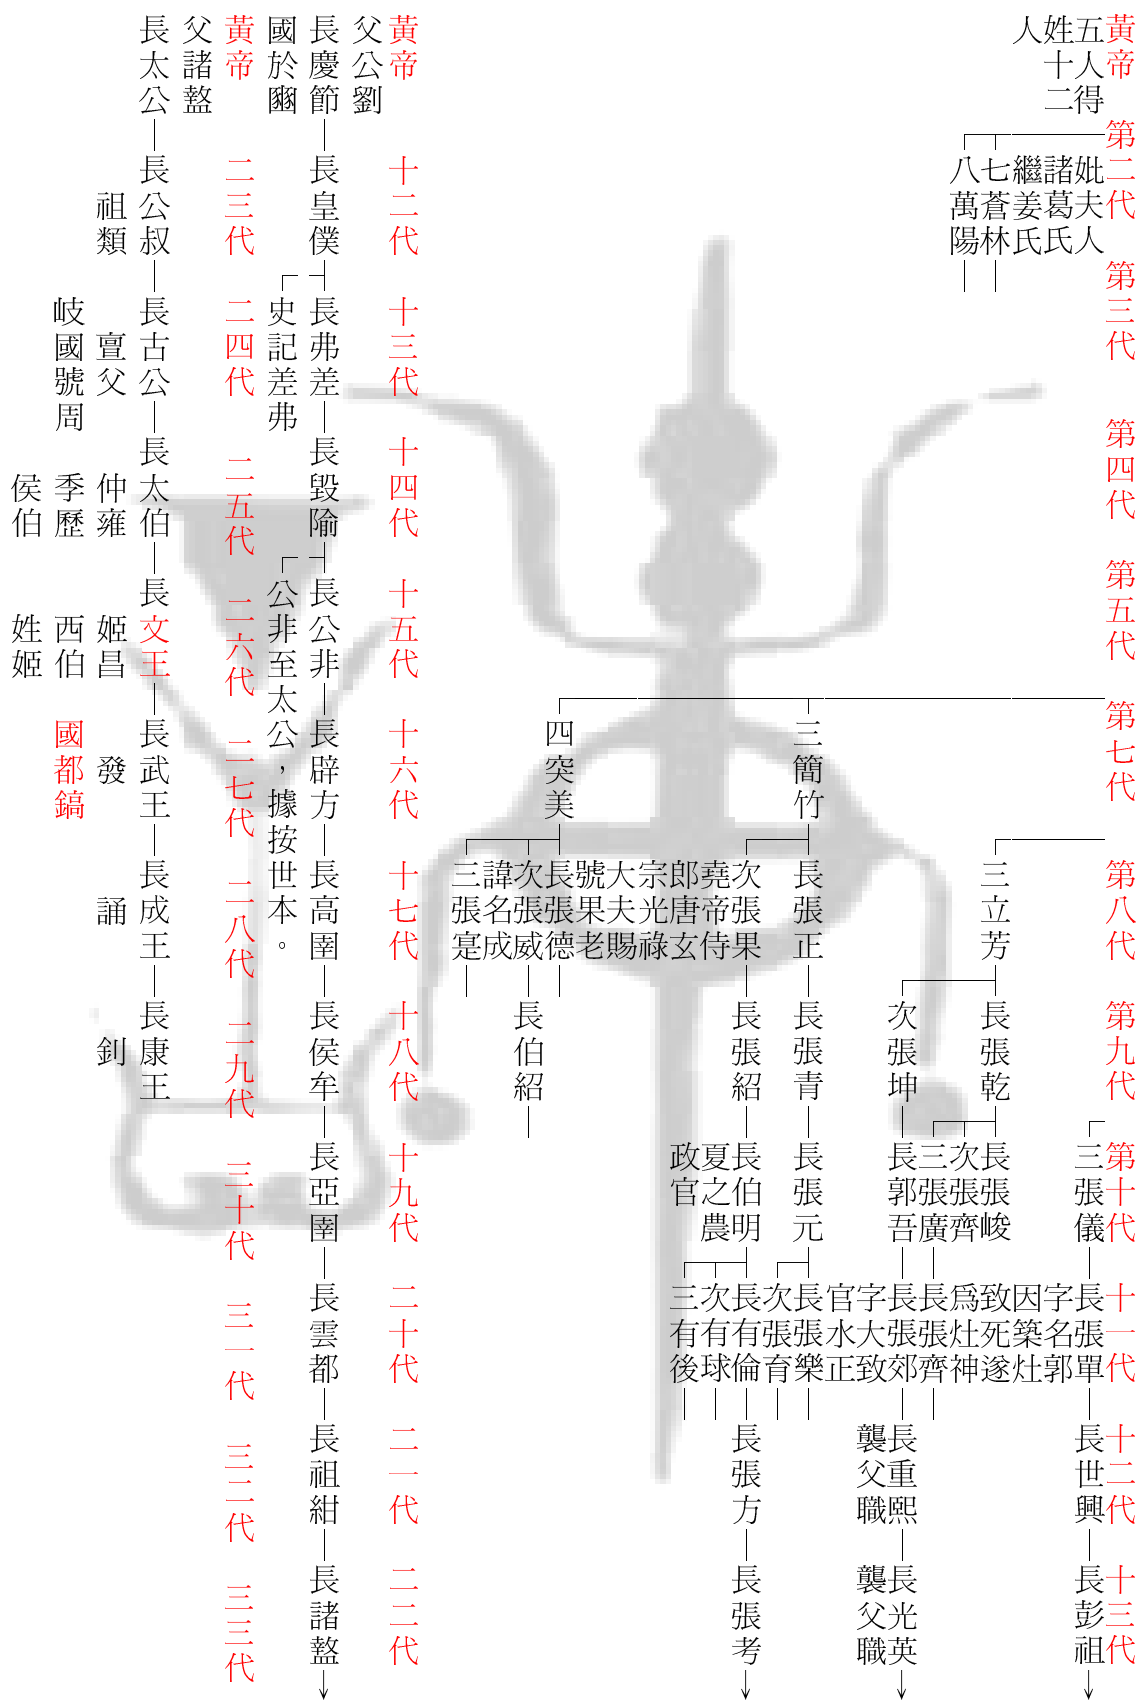 黃帝
第二代
第三代
第四代
第五代
第七代
第八代
第九代
第十代
十一代
十二代
十三代
五人得
姓十二
人
妣夫人
諸葛氏
繼姜氏
七蒼林
八萬陽
三簡竹
四突美
三立芳
長張正
次張果
堯帝侍
郎唐玄
宗光祿
大夫賜
號果老
長張德
次張威
諱名成
三張寔
長張乾
次張坤
長張青
長張紹
長伯紹
三張儀
長張峻
次張齊
三張廣
長郭吾
長張元
長伯明
夏之農
政官
長張單
字名郭
因築灶
致死遂
爲灶神
長張齊
長張郊
字大致
官水正
長張樂
次張育
長有倫
次有球
三有後
長世興
長重熙
襲父職
長張方
長彭祖
長光英
襲父職
長張考
黃帝
十二代
十三代
十四代
十五代
十六代
十七代
十八代
十九代
二十代
二一代
二二代
父公劉
長慶節
國於豳
長皇僕
長弗差
史記差弗
長毀隃
長公非
公非至太公，據按世本。
長辟方
長高圉
長侯牟
長亞圉
長雲都
長祖紺
長諸盩
黃帝
二三代
二四代
二五代
二六代
二七代
二八代
二九代
三十代
三一代
三二代
三三代
父諸盩
長太公
長公叔
祖類
長古公
亶父
岐國號周
長太伯
仲雍
季歷
侯伯
長文王
姬昌
西伯
姓姬
長武王
發
國都鎬
長成王
誦
長康王
釗